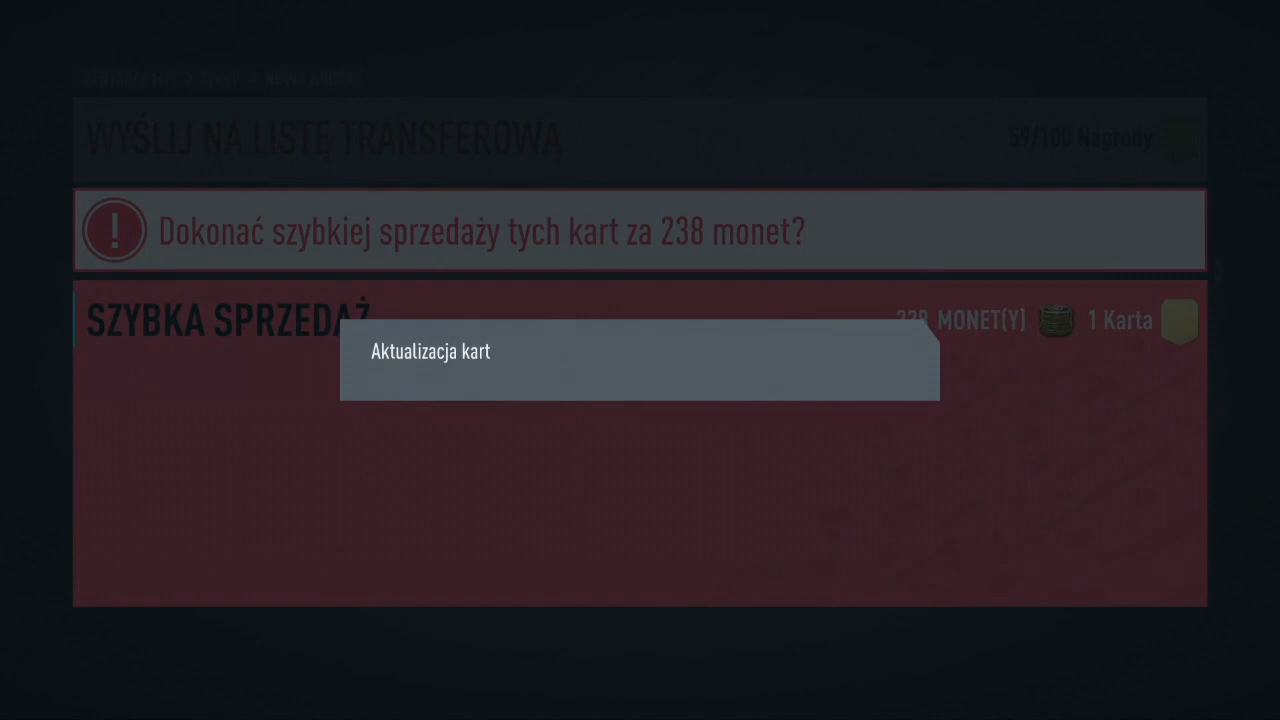 WYŚLIJ NA LISTĘ TRANSFEROWĄ
59/100 Nagrody
Dokonać szybkiej sprzedaży tych kart za 238 monet?
SZYBKA SPRZEDAŻ
238 MONET(Y) 1 Karta
Aktualizacja kart